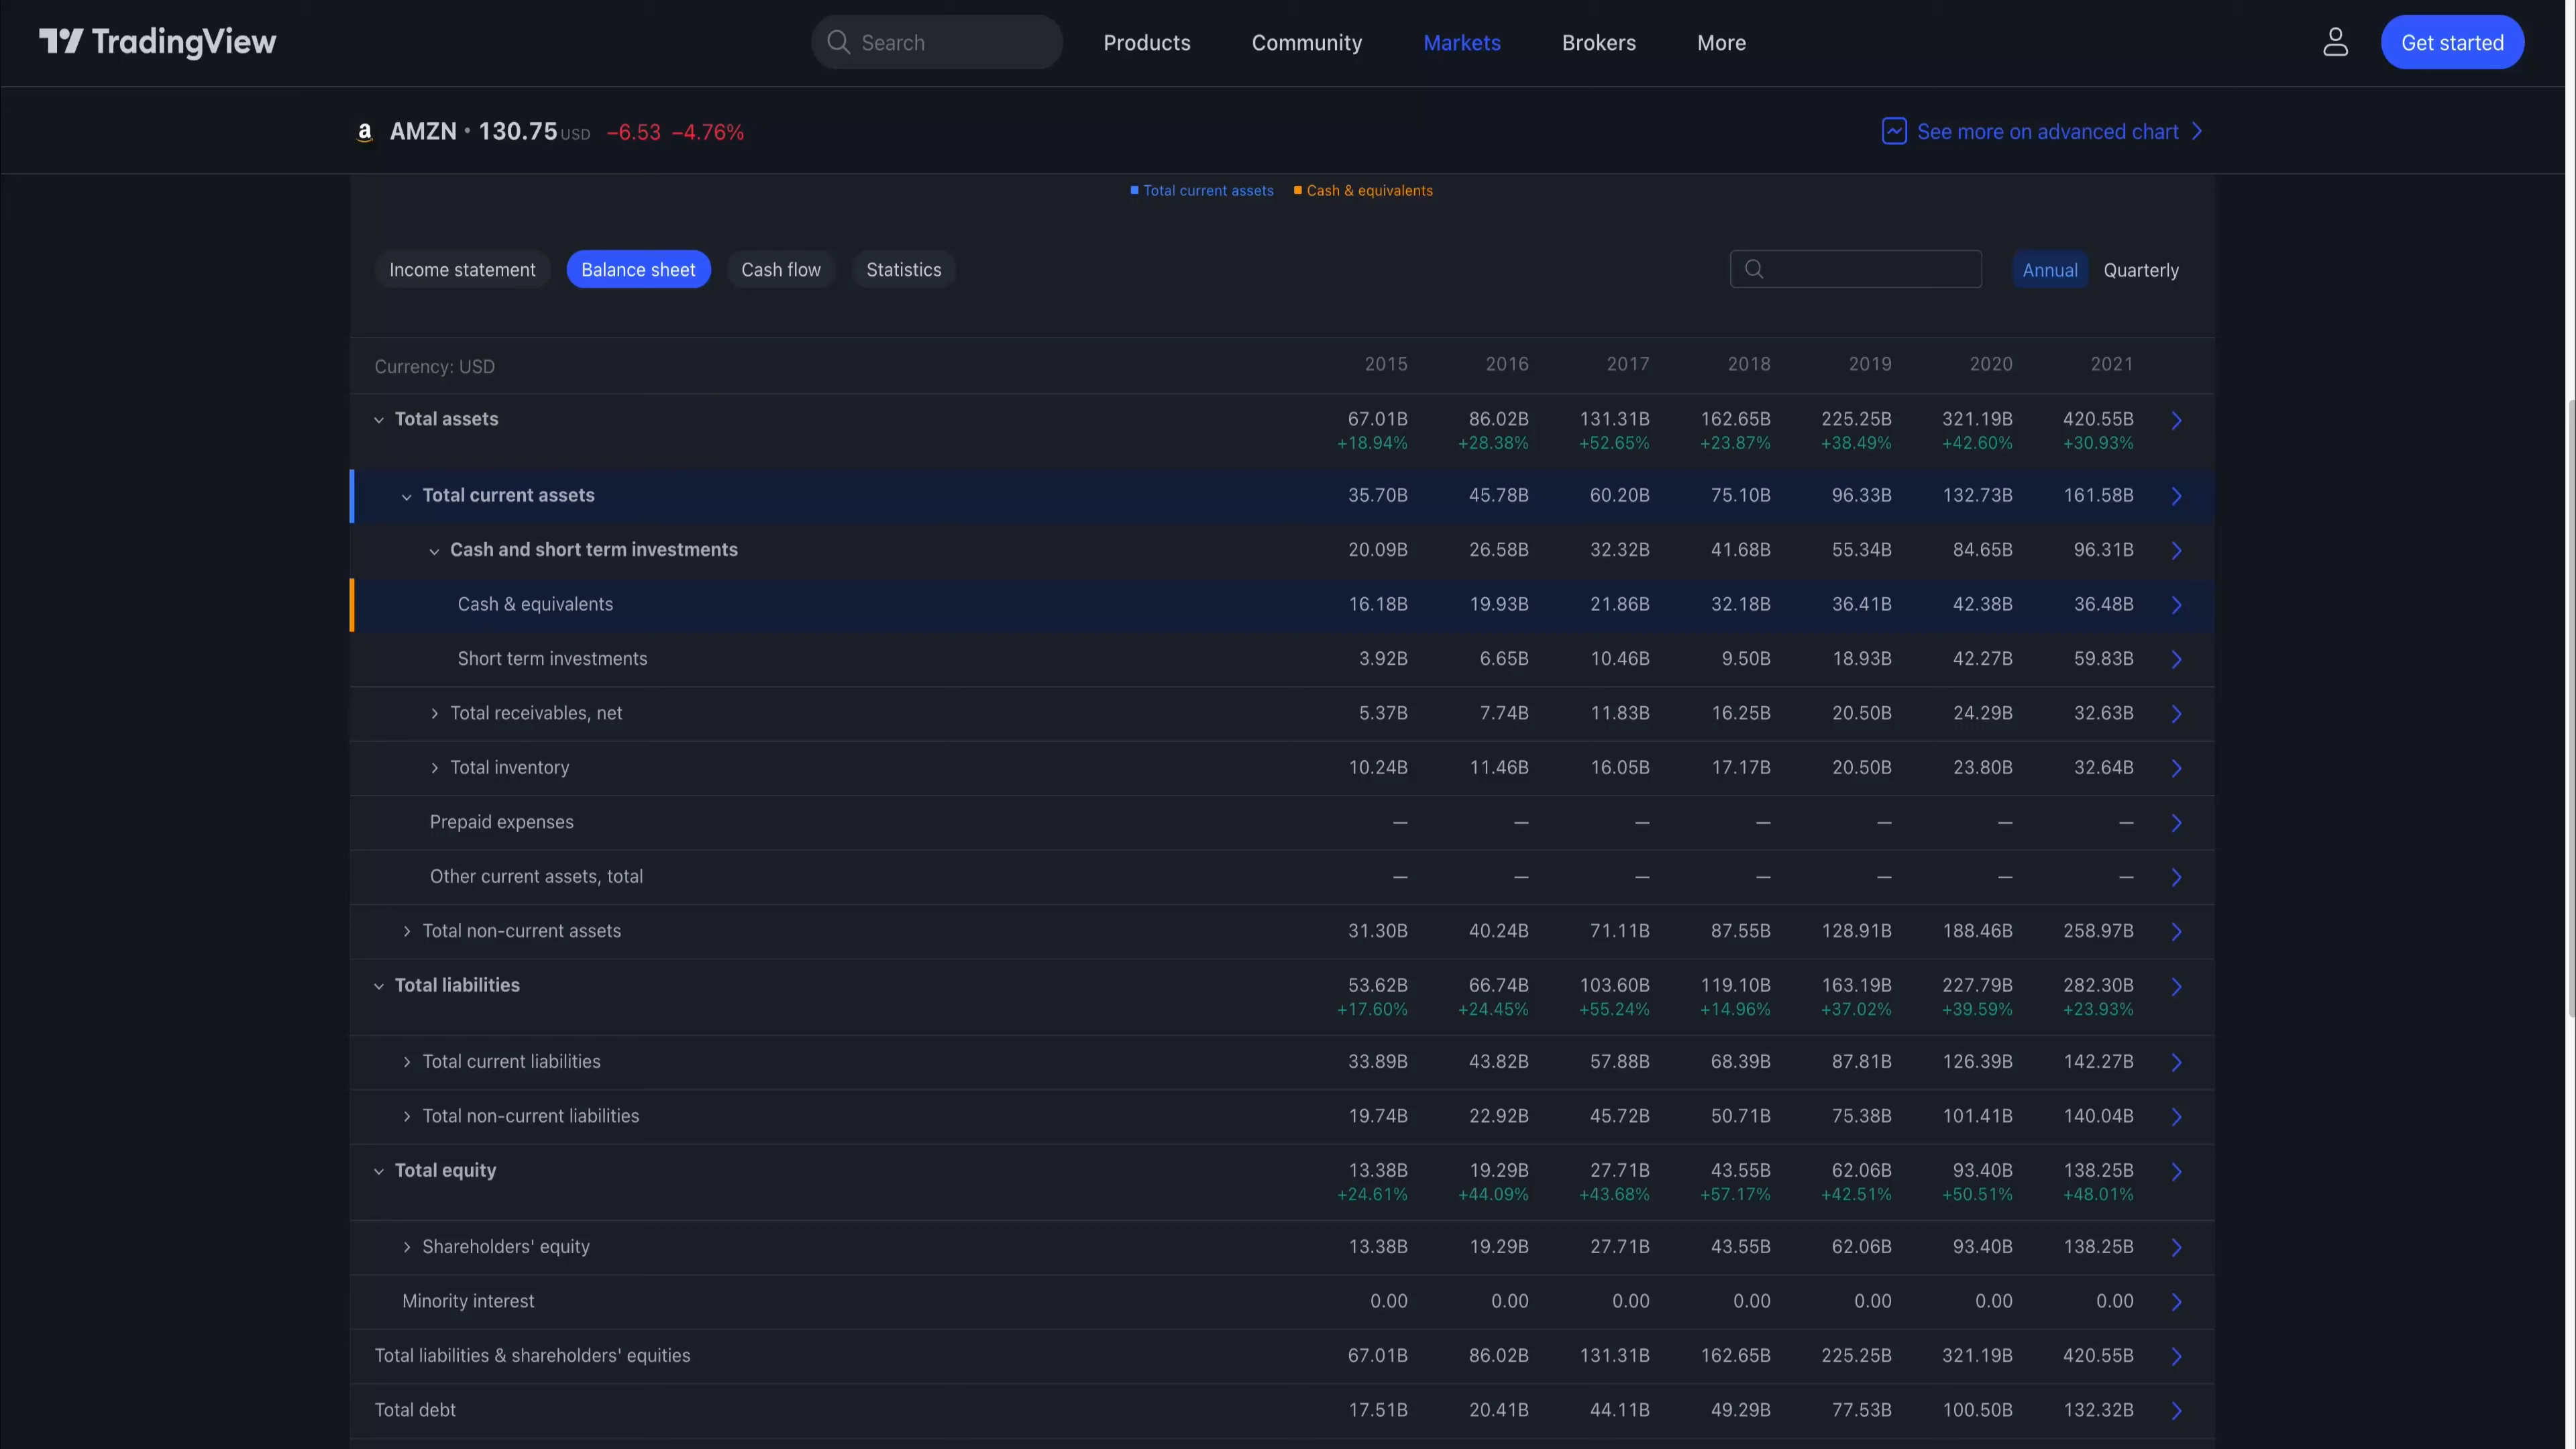 TradingView Search Products Community Markets Brokers More Get started
a AMZN • 130.75 USD −6.53 −4.76% See more on advanced chart
Total current assets Cash & equivalents
Income statement Balance sheet Cash flow Statistics Annual Quarterly
Currency: USD 2015 2016 2017 2018 2019 2020 2021
Total assets 67.01B 86.02B 131.31B 162.65B 225.25B 321.19B 420.55B
+18.94% +28.38% +52.65% +23.87% +38.49% +42.60% +30.93%
Total current assets 35.70B 45.78B 60.20B 75.10B 96.33B 132.73B 161.58B
Cash and short term investments 20.09B 26.58B 32.32B 41.68B 55.34B 84.65B 96.31B
Cash & equivalents 16.18B 19.93B 21.86B 32.18B 36.41B 42.38B 36.48B
Short term investments 3.92B 6.65B 10.46B 9.50B 18.93B 42.27B 59.83B
Total receivables, net 5.37B 7.74B 11.83B 16.25B 20.50B 24.29B 32.63B
Total inventory 10.24B 11.46B 16.05B 17.17B 20.50B 23.80B 32.64B
Prepaid expenses — — — — — — —
Other current assets, total — — — — — — —
Total non-current assets 31.30B 40.24B 71.11B 87.55B 128.91B 188.46B 258.97B
Total liabilities 53.62B 66.74B 103.60B 119.10B 163.19B 227.79B 282.30B
+17.60% +24.45% +55.24% +14.96% +37.02% +39.59% +23.93%
Total current liabilities 33.89B 43.82B 57.88B 68.39B 87.81B 126.39B 142.27B
Total non-current liabilities 19.74B 22.92B 45.72B 50.71B 75.38B 101.41B 140.04B
Total equity 13.38B 19.29B 27.71B 43.55B 62.06B 93.40B 138.25B
+24.61% +44.09% +43.68% +57.17% +42.51% +50.51% +48.01%
Shareholders' equity 13.38B 19.29B 27.71B 43.55B 62.06B 93.40B 138.25B
Minority interest 0.00 0.00 0.00 0.00 0.00 0.00 0.00
Total liabilities & shareholders' equities 67.01B 86.02B 131.31B 162.65B 225.25B 321.19B 420.55B
Total debt 17.51B 20.41B 44.11B 49.29B 77.53B 100.50B 132.32B